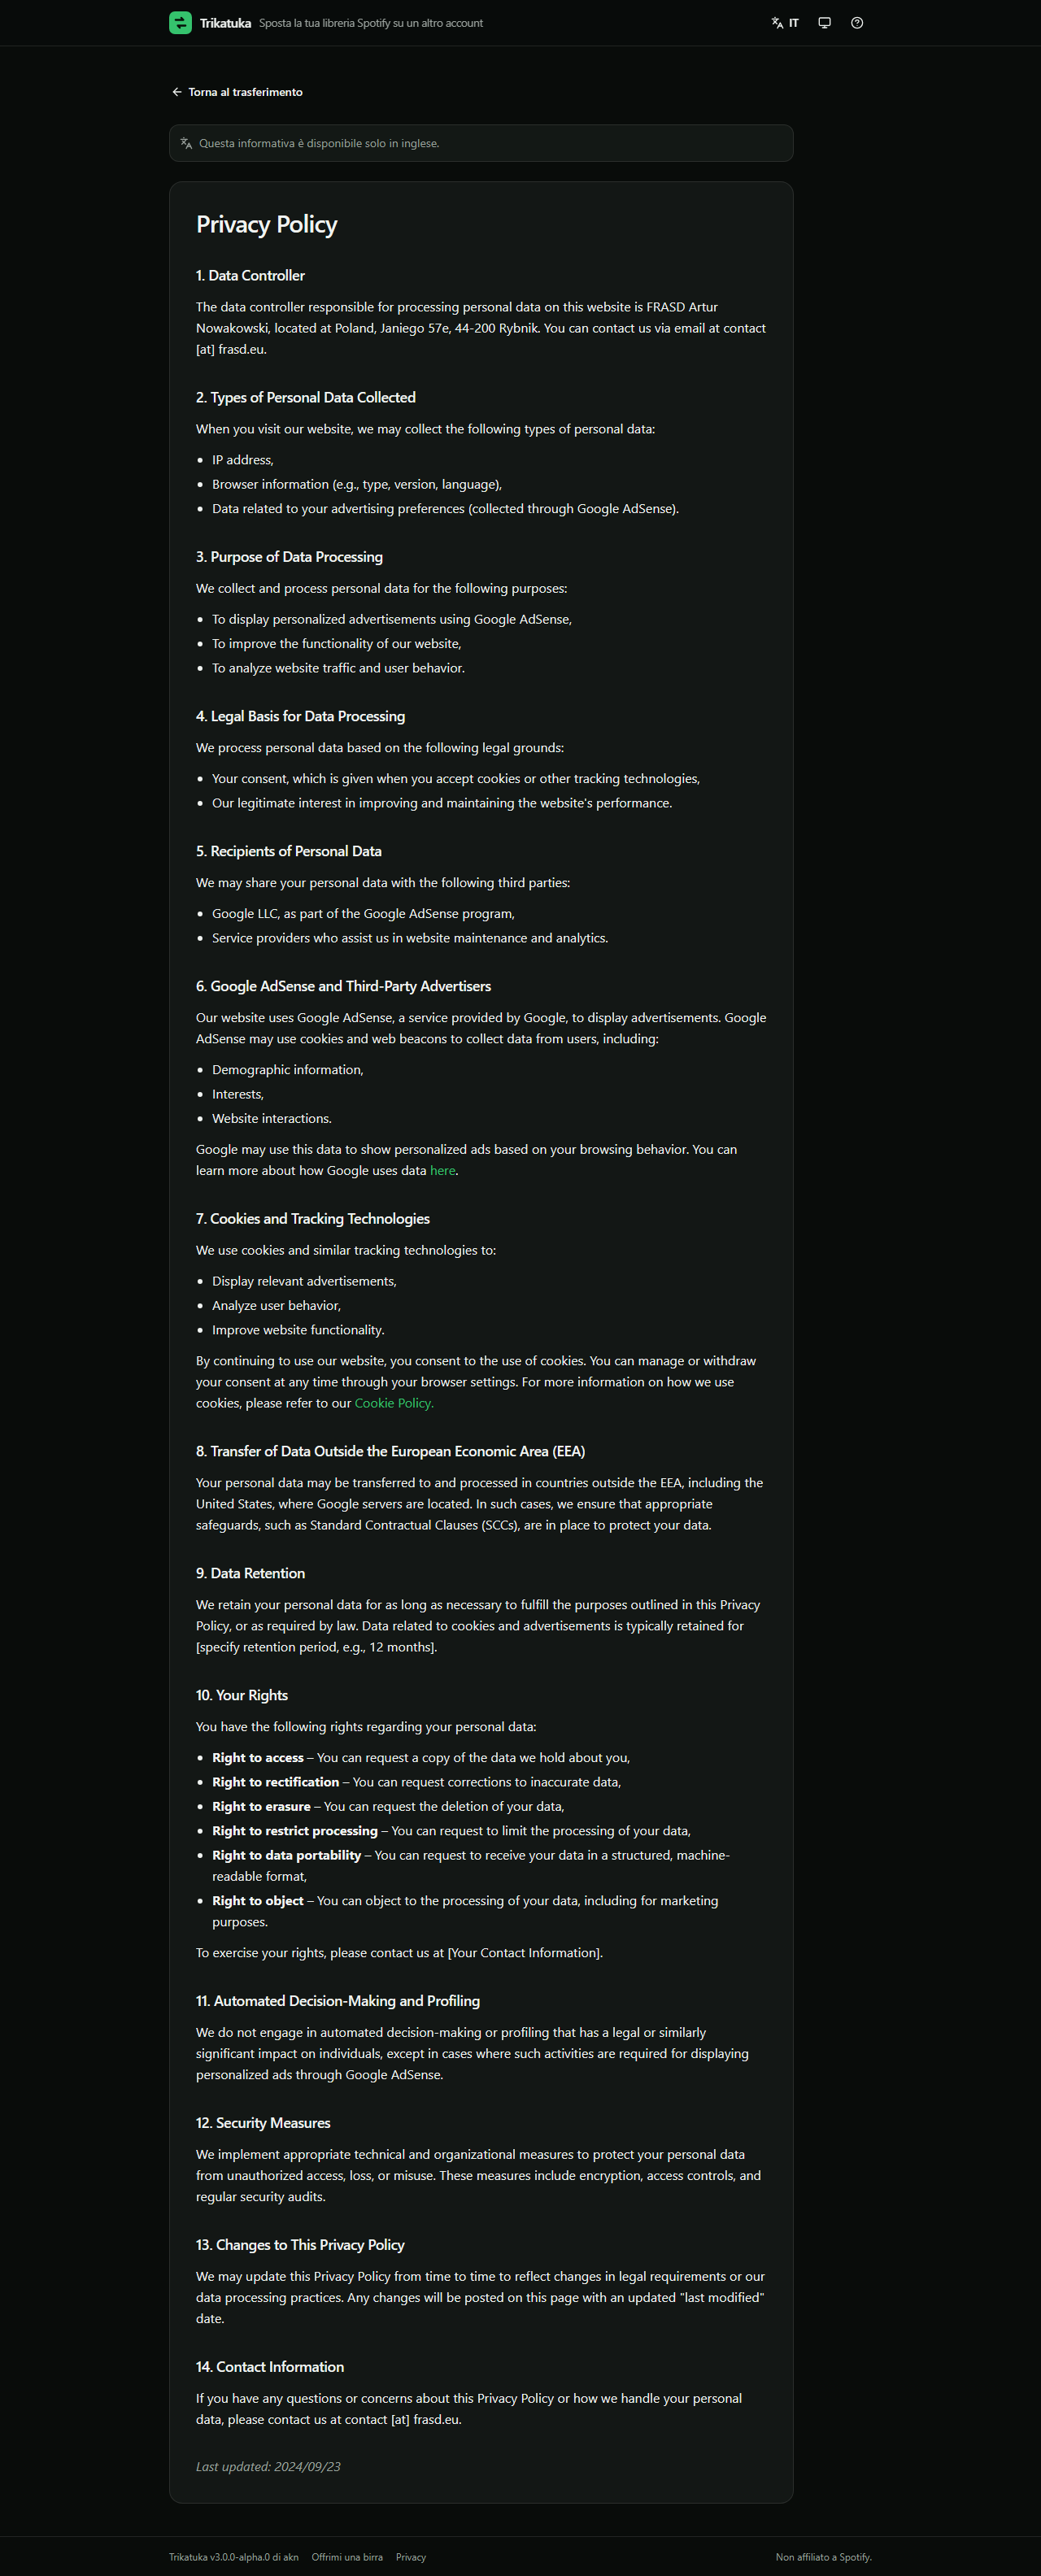 Trikatuka Sposta la tua libreria Spotify su un altro account IT
Torna al trasferimento
Questa informativa è disponibile solo in inglese.
Privacy Policy
1. Data Controller
The data controller responsible for processing personal data on this website is FRASD Artur
Nowakowski, located at Poland, Janiego 57e, 44-200 Rybnik. You can contact us via email at contact
[at] frasd.eu.
2. Types of Personal Data Collected
When you visit our website, we may collect the following types of personal data:
• IP address,
• Browser information (e.g., type, version, language),
• Data related to your advertising preferences (collected through Google AdSense).
3. Purpose of Data Processing
We collect and process personal data for the following purposes:
• To display personalized advertisements using Google AdSense,
• To improve the functionality of our website,
• To analyze website traffic and user behavior.
4. Legal Basis for Data Processing
We process personal data based on the following legal grounds:
• Your consent, which is given when you accept cookies or other tracking technologies,
• Our legitimate interest in improving and maintaining the website's performance.
5. Recipients of Personal Data
We may share your personal data with the following third parties:
• Google LLC, as part of the Google AdSense program,
• Service providers who assist us in website maintenance and analytics.
6. Google AdSense and Third-Party Advertisers
Our website uses Google AdSense, a service provided by Google, to display advertisements. Google
AdSense may use cookies and web beacons to collect data from users, including:
• Demographic information,
• Interests,
• Website interactions.
Google may use this data to show personalized ads based on your browsing behavior. You can
learn more about how Google uses data here.
7. Cookies and Tracking Technologies
We use cookies and similar tracking technologies to:
• Display relevant advertisements,
• Analyze user behavior,
• Improve website functionality.
By continuing to use our website, you consent to the use of cookies. You can manage or withdraw
your consent at any time through your browser settings. For more information on how we use
cookies, please refer to our Cookie Policy.
8. Transfer of Data Outside the European Economic Area (EEA)
Your personal data may be transferred to and processed in countries outside the EEA, including the
United States, where Google servers are located. In such cases, we ensure that appropriate
safeguards, such as Standard Contractual Clauses (SCCs), are in place to protect your data.
9. Data Retention
We retain your personal data for as long as necessary to fulfill the purposes outlined in this Privacy
Policy, or as required by law. Data related to cookies and advertisements is typically retained for
[specify retention period, e.g., 12 months].
10. Your Rights
You have the following rights regarding your personal data:
• Right to access – You can request a copy of the data we hold about you,
• Right to rectification – You can request corrections to inaccurate data,
• Right to erasure – You can request the deletion of your data,
• Right to restrict processing – You can request to limit the processing of your data,
• Right to data portability – You can request to receive your data in a structured, machine-
readable format,
• Right to object – You can object to the processing of your data, including for marketing
purposes.
To exercise your rights, please contact us at [Your Contact Information].
11. Automated Decision-Making and Profiling
We do not engage in automated decision-making or profiling that has a legal or similarly
significant impact on individuals, except in cases where such activities are required for displaying
personalized ads through Google AdSense.
12. Security Measures
We implement appropriate technical and organizational measures to protect your personal data
from unauthorized access, loss, or misuse. These measures include encryption, access controls, and
regular security audits.
13. Changes to This Privacy Policy
We may update this Privacy Policy from time to time to reflect changes in legal requirements or our
data processing practices. Any changes will be posted on this page with an updated "last modified"
date.
14. Contact Information
If you have any questions or concerns about this Privacy Policy or how we handle your personal
data, please contact us at contact [at] frasd.eu.
Last updated: 2024/09/23
Trikatuka v3.0.0-alpha.0 di akn Offrimi una birra Privacy Non affiliato a Spotify.